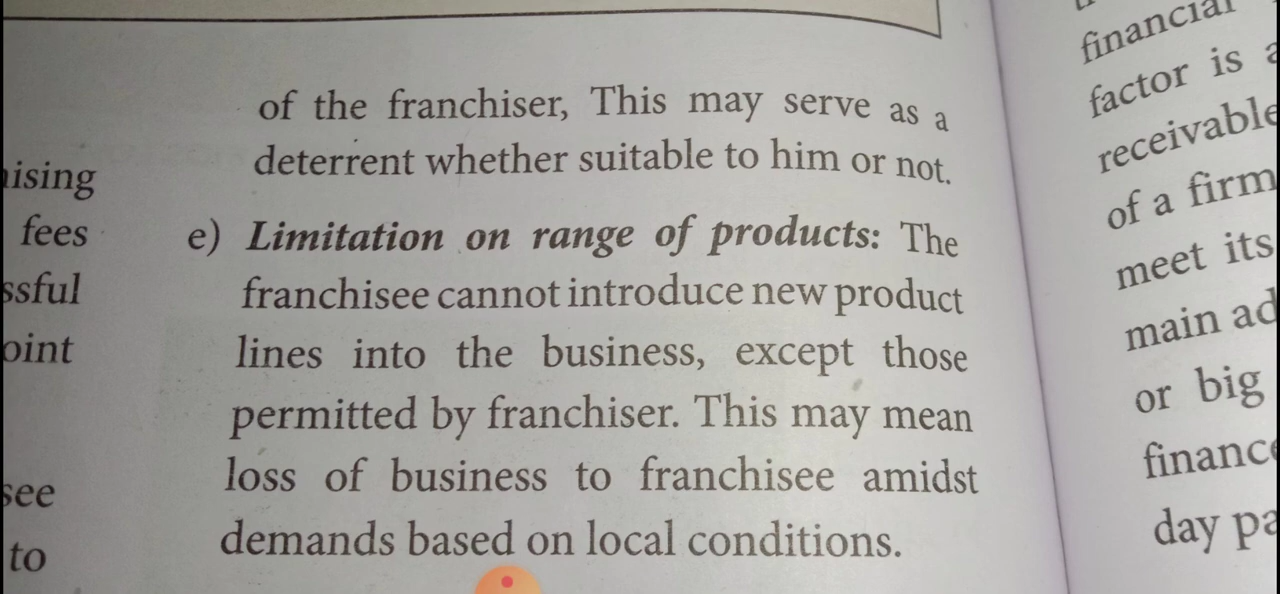 of the franchiser, This may serve as a
deterrent whether suitable to him or not.
e) Limitation on range of products: The
franchisee cannot introduce new product
lines into the business, except those
permitted by franchiser. This may mean
loss of business to franchisee amidst
demands based on local conditions.
fees
to
financial
factor is
receivable
of a firm
meet its
main
or big
day